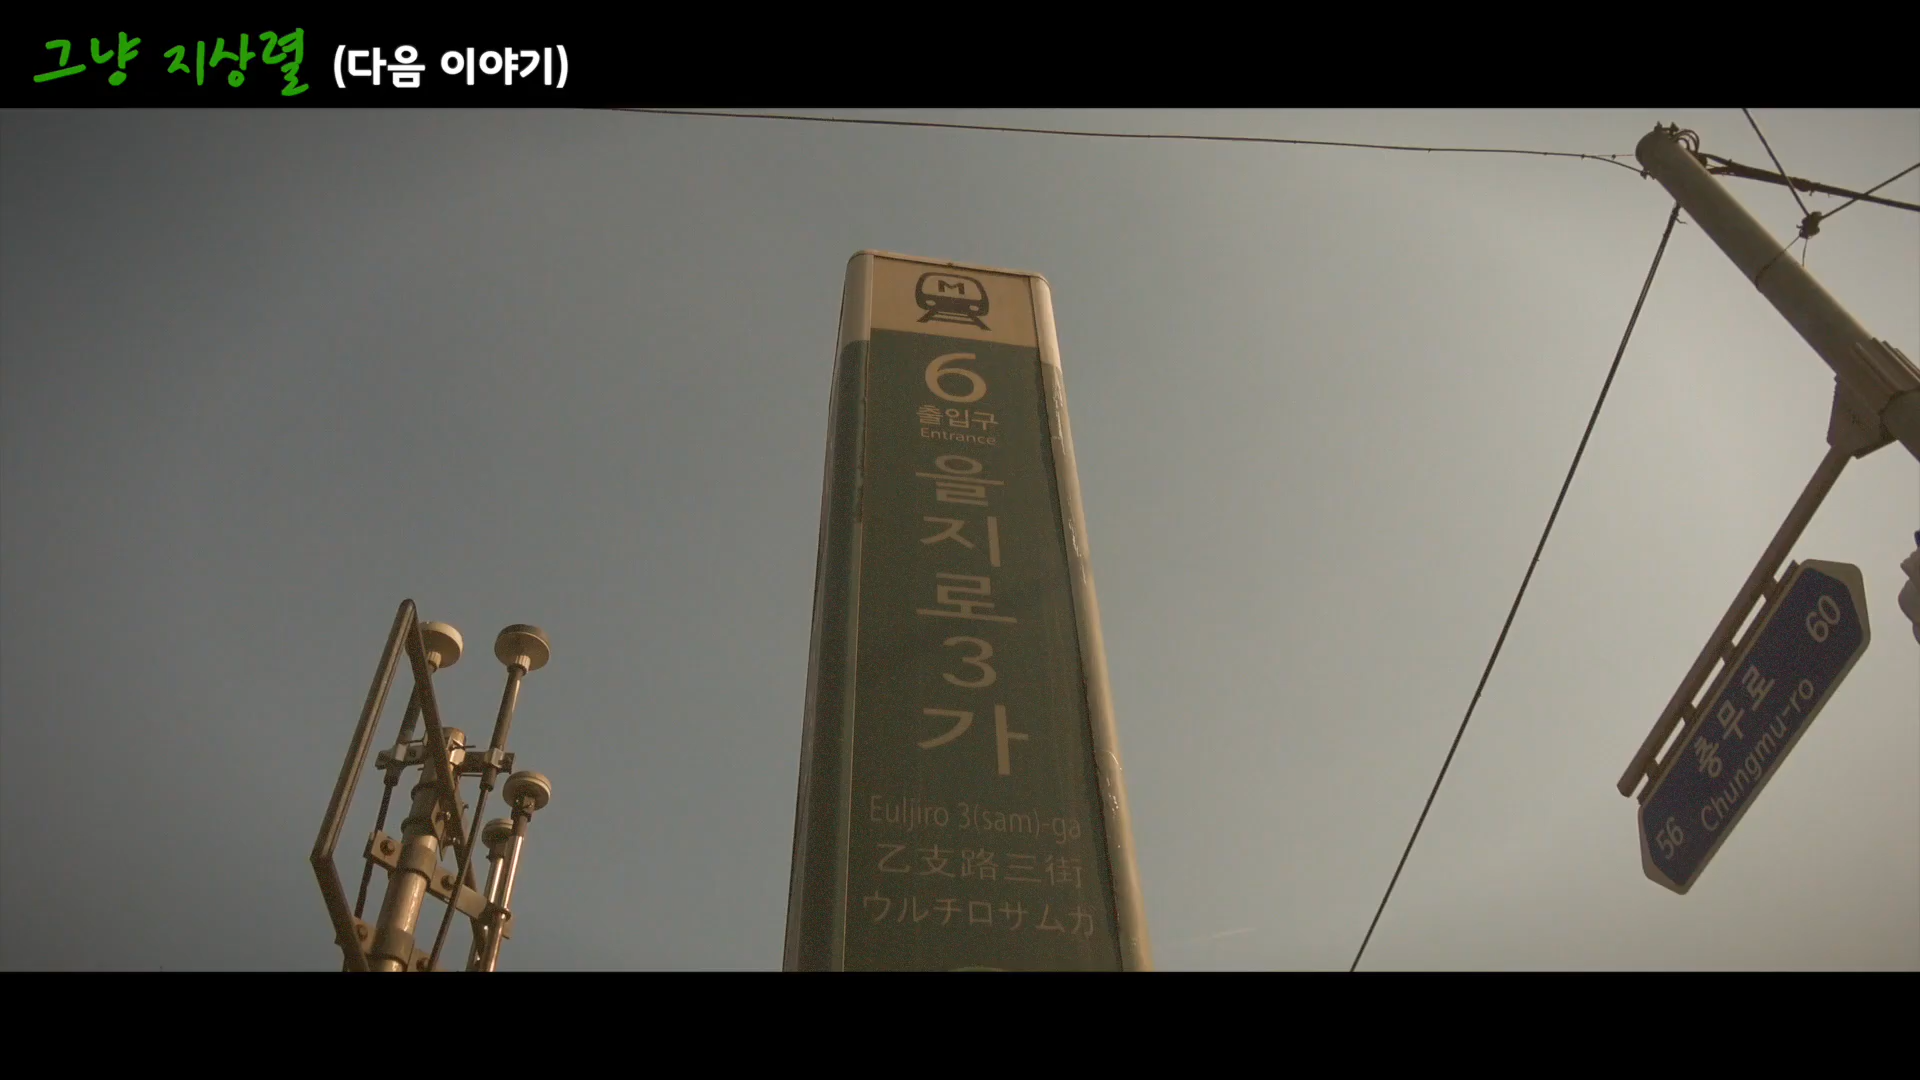 그냥 지상렬 (다음 이야기)
M
6
출입구
Entrance
을지로3가
Euljiro 3(sam)-ga
乙支路三街
ウルチロサムガ
충무로 60
56 Chungmu-ro